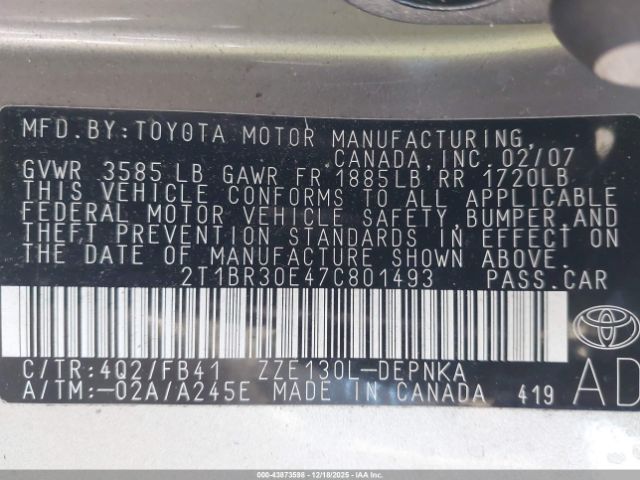 MFD. BY: TOYOTA MOTOR MANUFACTURING,
CANADA, INC. 02/07
GVWR 3585 LB GAWR FR 1885LB RR 1720LB
THIS VEHICLE CONFORMS TO ALL APPLICABLE
FEDERAL MOTOR VEHICLE SAFETY, BUMPER AND
THEFT PREVENTION STANDARDS IN EFFECT ON
THE DATE OF MANUFACTURE SHOWN ABOVE.
2T1BR30E47C801493 PASS. CAR
C/TR: 4Q2/FB41 ZZE130L-DEPNKA
A/TM: -02A/A245E MADE IN CANADA 419
AD
000-43873598 - 12/18/2025 - IAA, Inc.